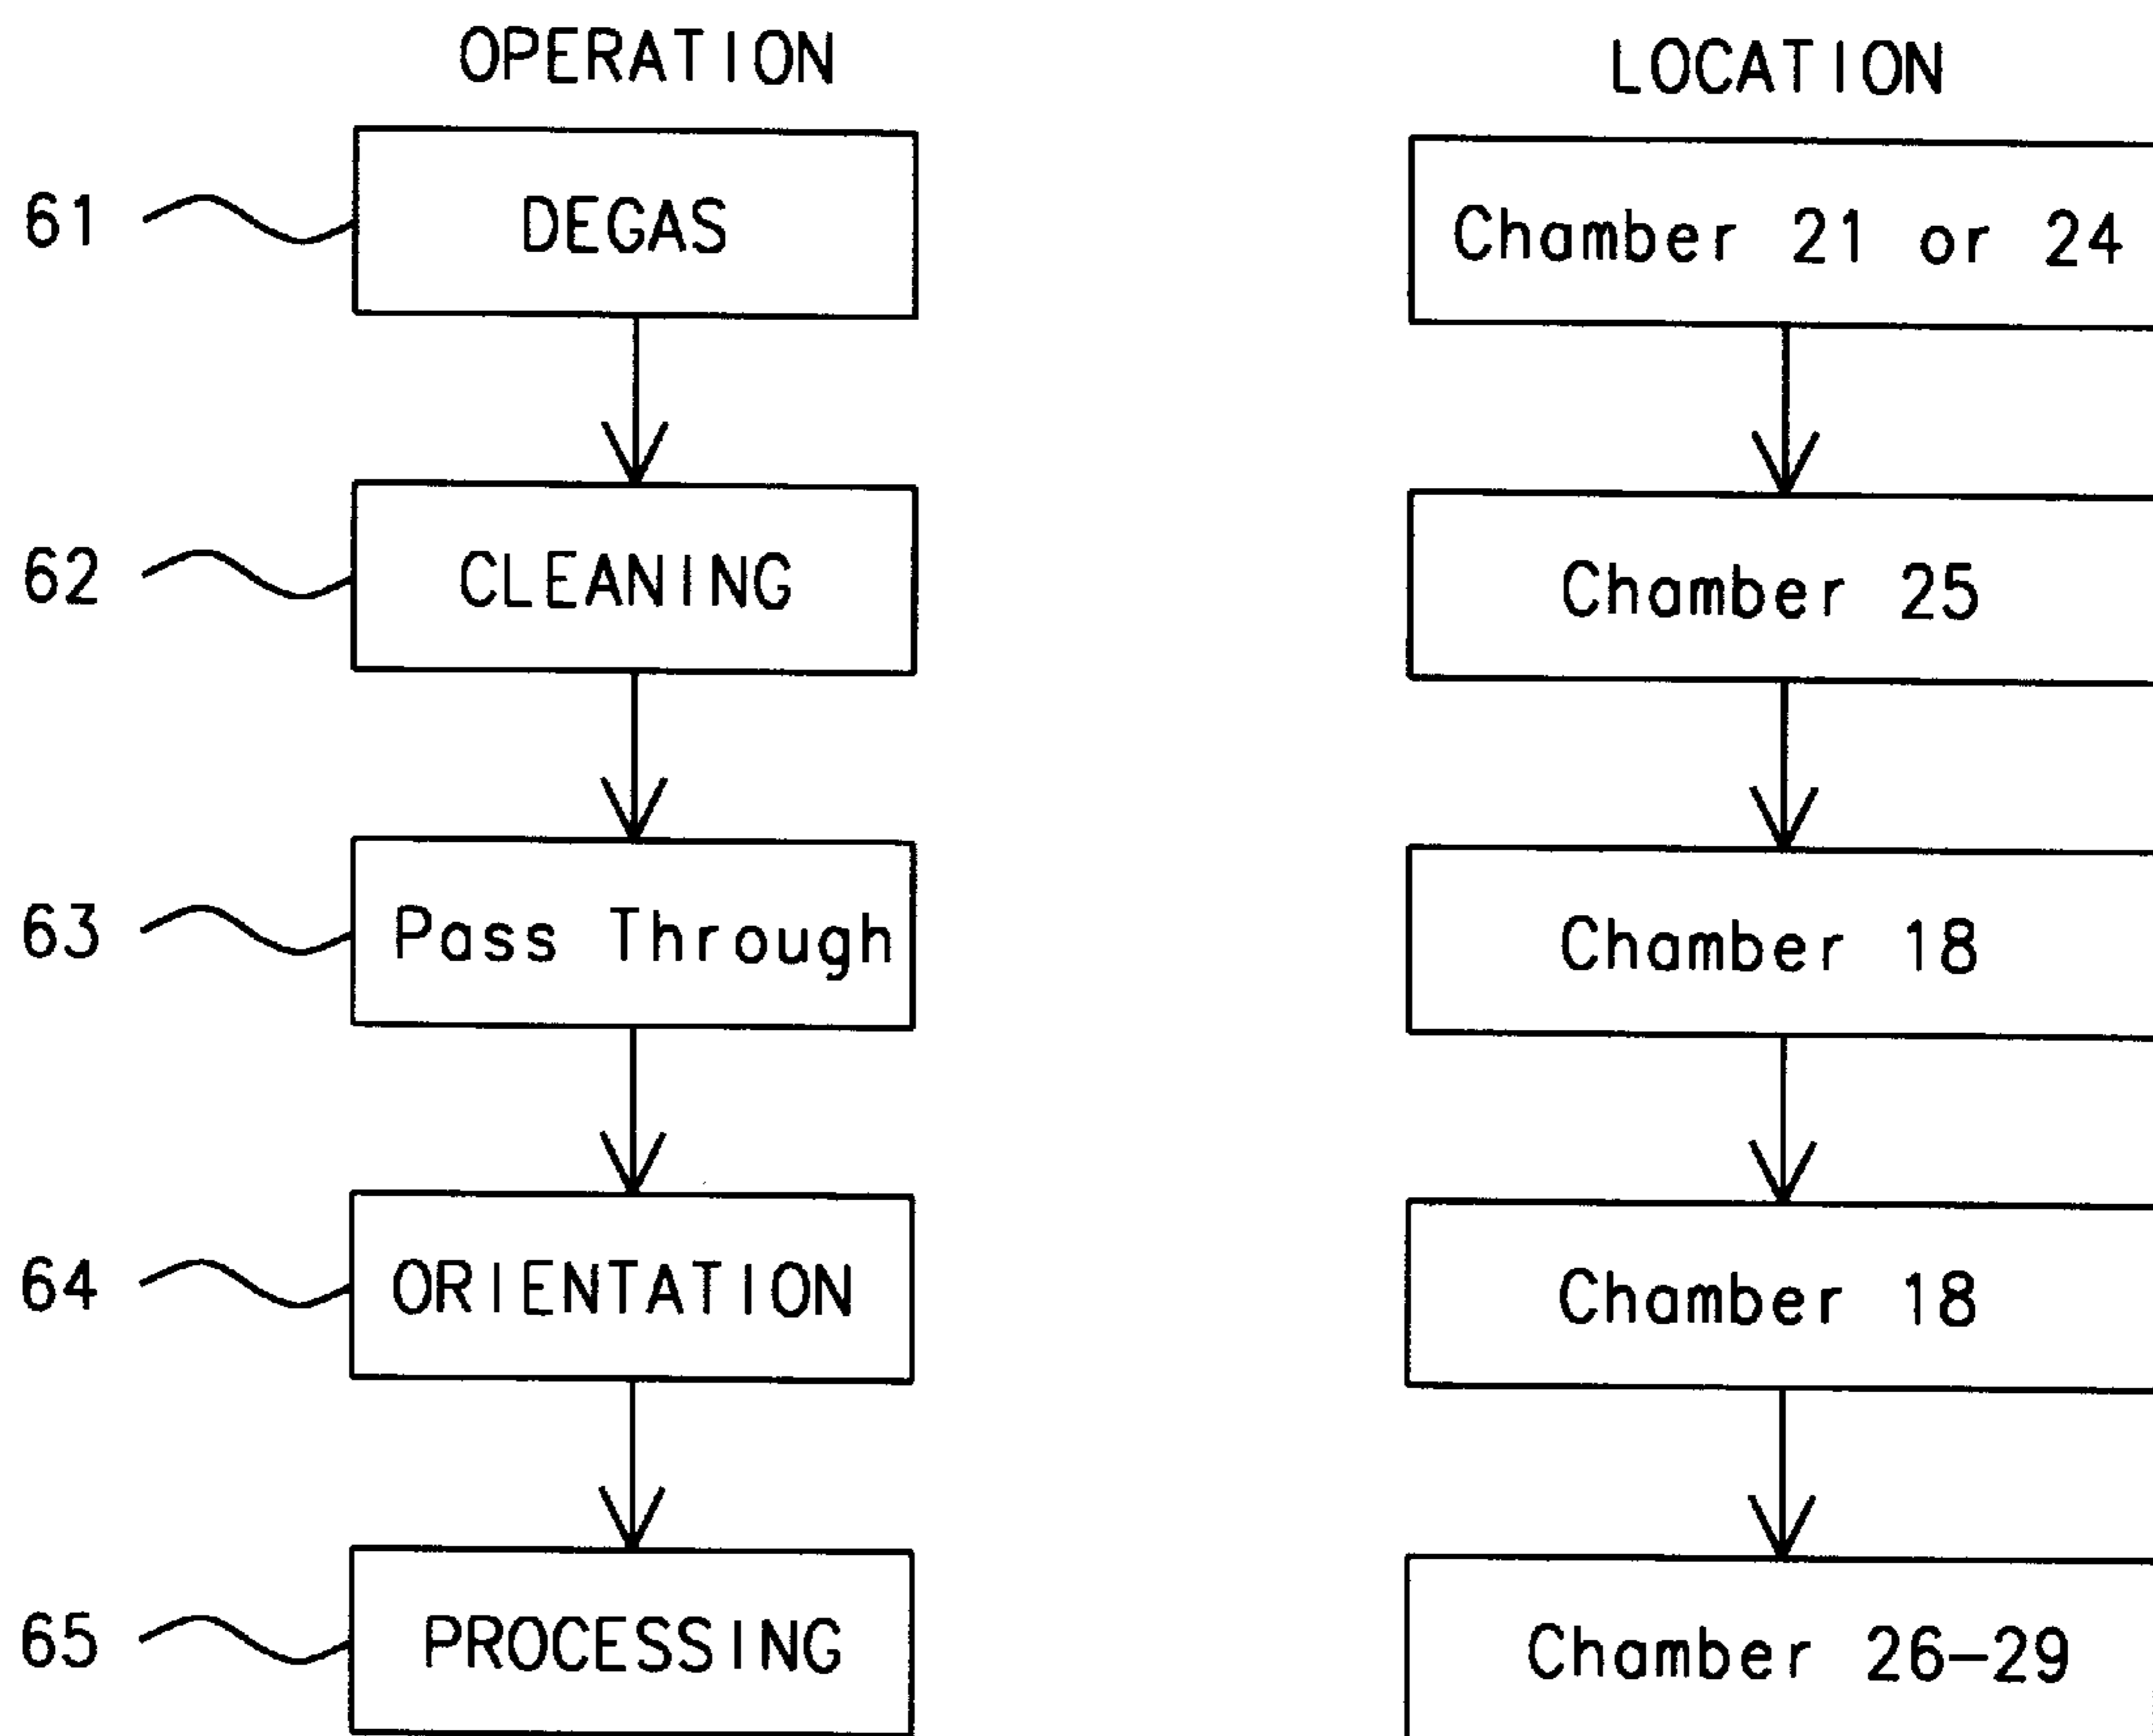 OPERATION
LOCATION
61
DEGAS
Chamber 21 or 24
62
CLEANING
Chamber 25
63
Pass Through
Chamber 18
64
ORIENTATION
Chamber 18
65
PROCESSING
Chamber 26-29